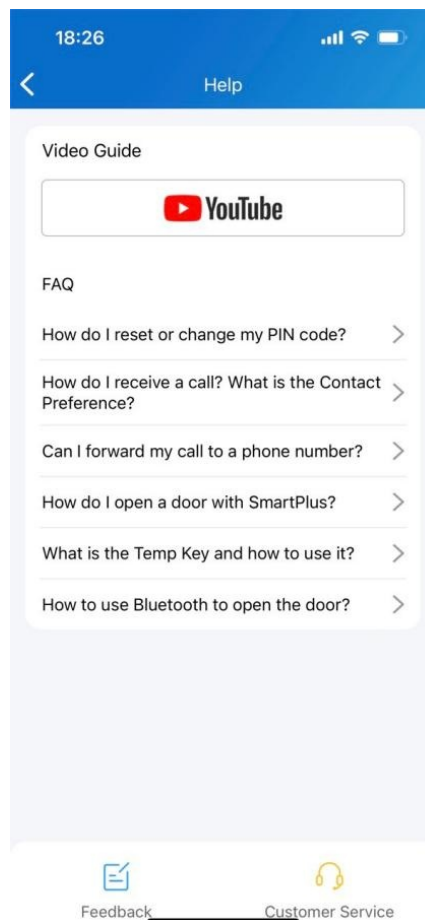 18:26
Help
Video Guide
YouTube
FAQ
How do I reset or change my PIN code?
How do I receive a call? What is the Contact
Preference?
Can I forward my call to a phone number?
How do I open a door with SmartPlus?
What is the Temp Key and how to use it?
How to use Bluetooth to open the door?
Feedback
Customer Service